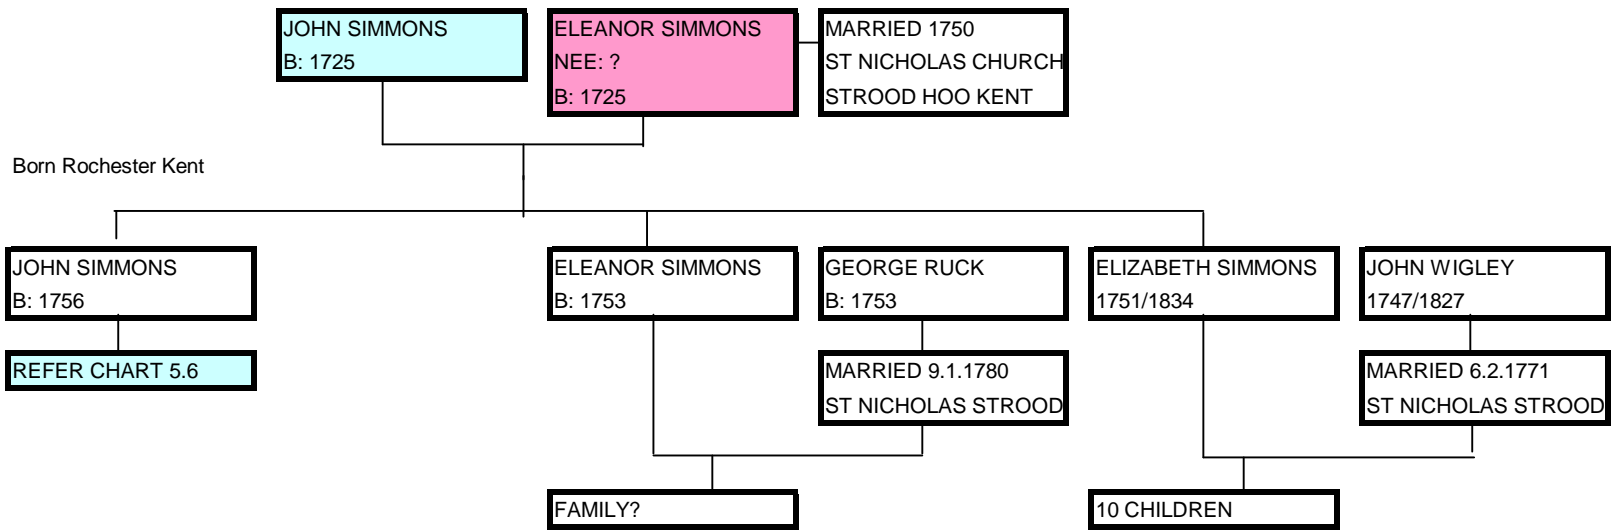 JOHN SIMMONS
B: 1725
ELEANOR SIMMONS
NEE: ?
B: 1725
MARRIED 1750
ST NICHOLAS CHURCH
STROOD HOO KENT
Born Rochester Kent
JOHN SIMMONS
B: 1756
ELEANOR SIMMONS
B: 1753
GEORGE RUCK
B: 1753
ELIZABETH SIMMONS
1751/1834
JOHN WIGLEY
1747/1827
REFER CHART 5.6
MARRIED 9.1.1780
ST NICHOLAS STROOD
MARRIED 6.2.1771
ST NICHOLAS STROOD
FAMILY?
10 CHILDREN